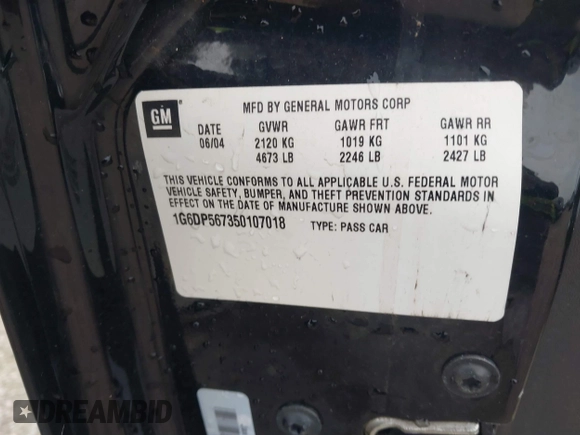 GM
MFD BY GENERAL MOTORS CORP
DATE GVWR GAWR FRT GAWR RR
06/04 2120 KG 1019 KG 1101 KG
4673 LB 2246 LB 2427 LB
THIS VEHICLE CONFORMS TO ALL APPLICABLE U.S. FEDERAL MOTOR
VEHICLE SAFETY, BUMPER, AND THEFT PREVENTION STANDARDS IN
EFFECT ON THE DATE OF MANUFACTURE SHOWN ABOVE.
1G6DP567350107018 TYPE: PASS CAR
DREAMBID